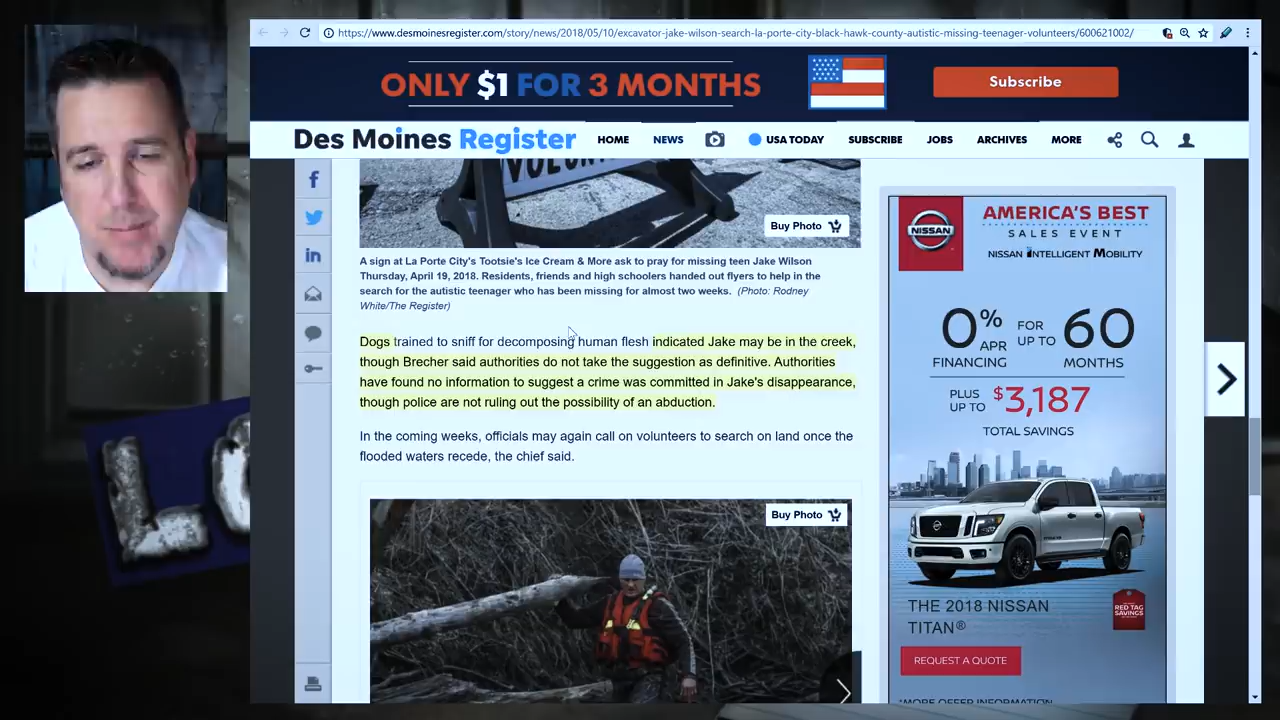 https://www.desmoinesregister.com/story/news/2018/05/10/excavator-jake-wilson-search-la-porte-city-black-hawk-county-autistic-missing-teenager-volunteers/600621002/
ONLY $1 FOR 3 MONTHS
Subscribe
Des Moines Register
HOME
NEWS
USA TODAY
SUBSCRIBE
JOBS
ARCHIVES
MORE
Buy Photo
A sign at La Porte City's Tootsie's Ice Cream & More ask to pray for missing teen Jake Wilson
Thursday, April 19, 2018. Residents, friends and high schoolers handed out flyers to help in the
search for the autistic teenager who has been missing for almost two weeks. (Photo: Rodney
White/The Register)
Dogs trained to sniff for decomposing human flesh indicated Jake may be in the creek,
though Brecher said authorities do not take the suggestion as definitive. Authorities
have found no information to suggest a crime was committed in Jake's disappearance,
though police are not ruling out the possibility of an abduction.
In the coming weeks, officials may again call on volunteers to search on land once the
flooded waters recede, the chief said.
Buy Photo
NISSAN
AMERICA'S BEST
SALES EVENT
NISSAN INTELLIGENT MOBILITY
0% APR
FINANCING
FOR
UP TO
60
MONTHS
PLUS
UP TO
$3,187
TOTAL SAVINGS
THE 2018 NISSAN
TITAN®
RED TAG
SAVINGS
REQUEST A QUOTE
*MORE OFFER INFORMATION